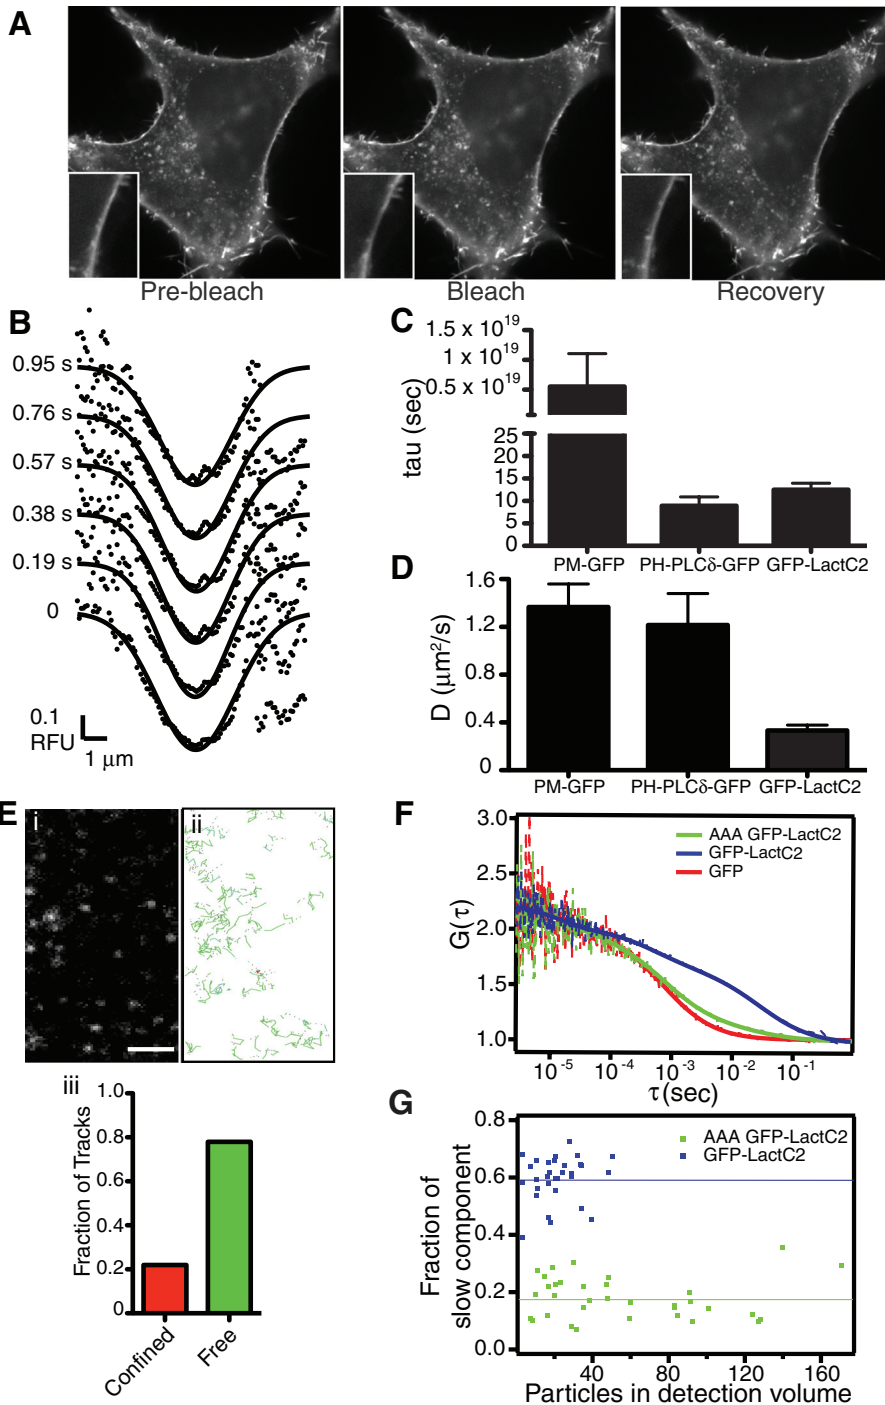 A
Pre-bleach
Bleach
Recovery
B
0.95 s
0.76 s
0.57 s
0.38 s
0.19 s
0
0.1
RFU
1 μm
C
1.5 x 10^19
1 x 10^19
0.5 x 10^19
25
20
15
10
5
0
tau (sec)
PM-GFP
PH-PLCδ-GFP
GFP-LactC2
D
1.6
1.2
0.8
0.4
0
D (μm²/s)
PM-GFP
PH-PLCδ-GFP
GFP-LactC2
E
i
ii
iii
1.0
0.8
0.6
0.4
0.2
0
Fraction of Tracks
Confined
Free
F
3.0
2.5
2.0
1.5
1.0
G(τ)
AAA GFP-LactC2
GFP-LactC2
GFP
10^-5
10^-4
10^-3
10^-2
10^-1
τ(sec)
G
0.8
0.6
0.4
0.2
0.0
Fraction of
slow component
AAA GFP-LactC2
GFP-LactC2
40
80
120
160
Particles in detection volume